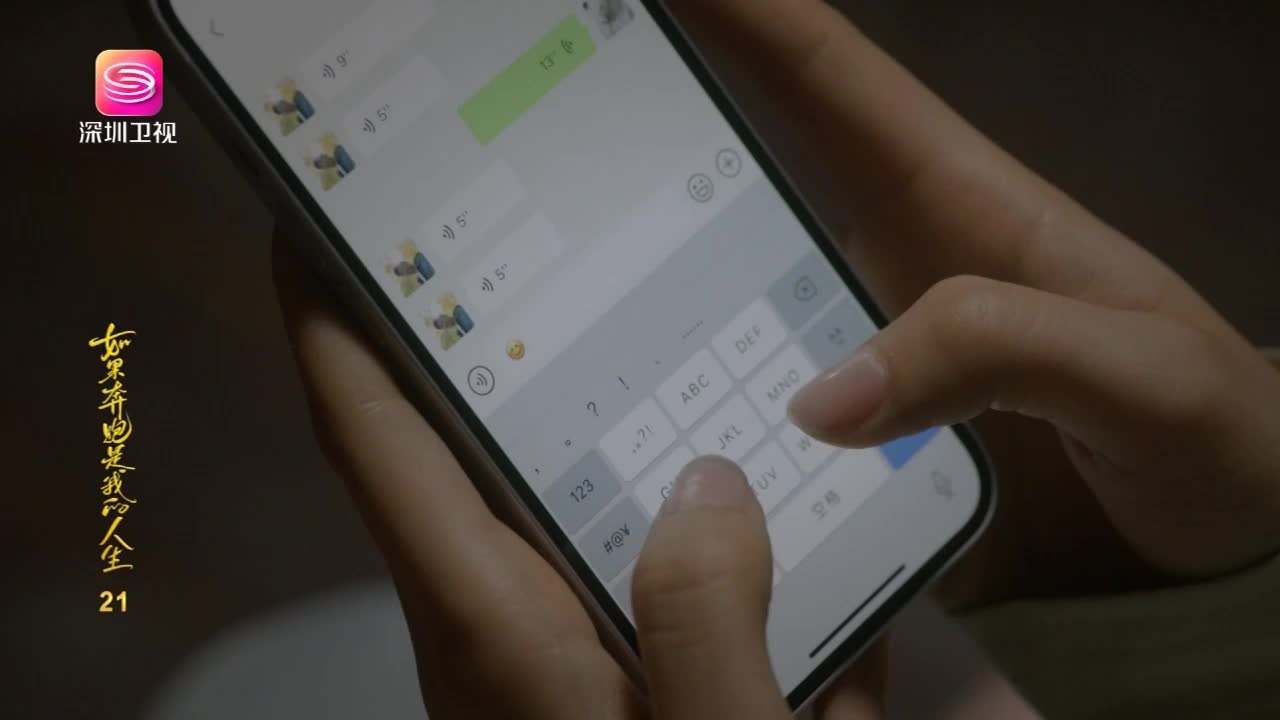 深圳卫视
如果奔跑是我的人生
21
9"
13"
5"
5"
5"
, 。 ? ! 、 ……
123
.,?!
ABC
DEF
#@¥
JKL
MNO
空格